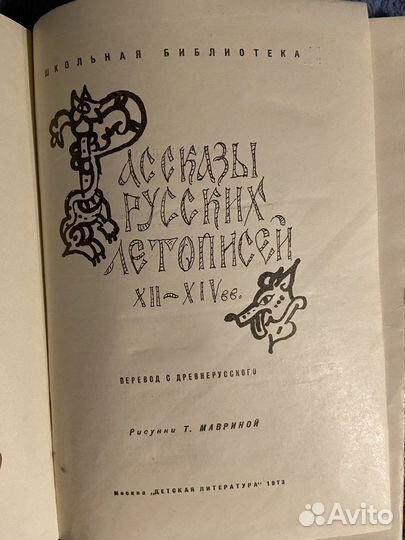 ШКОЛЬНАЯ БИБЛИОТЕКА
РАССКАЗЫ
РУССКИХ
ЛЕТОПИСЕЙ
XII–XIV вв.
ПЕРЕВОД С ДРЕВНЕРУССКОГО
Рисунки Т. МАВРИНОЙ
Москва „ДЕТСКАЯ ЛИТЕРАТУРА" 1973
Avito